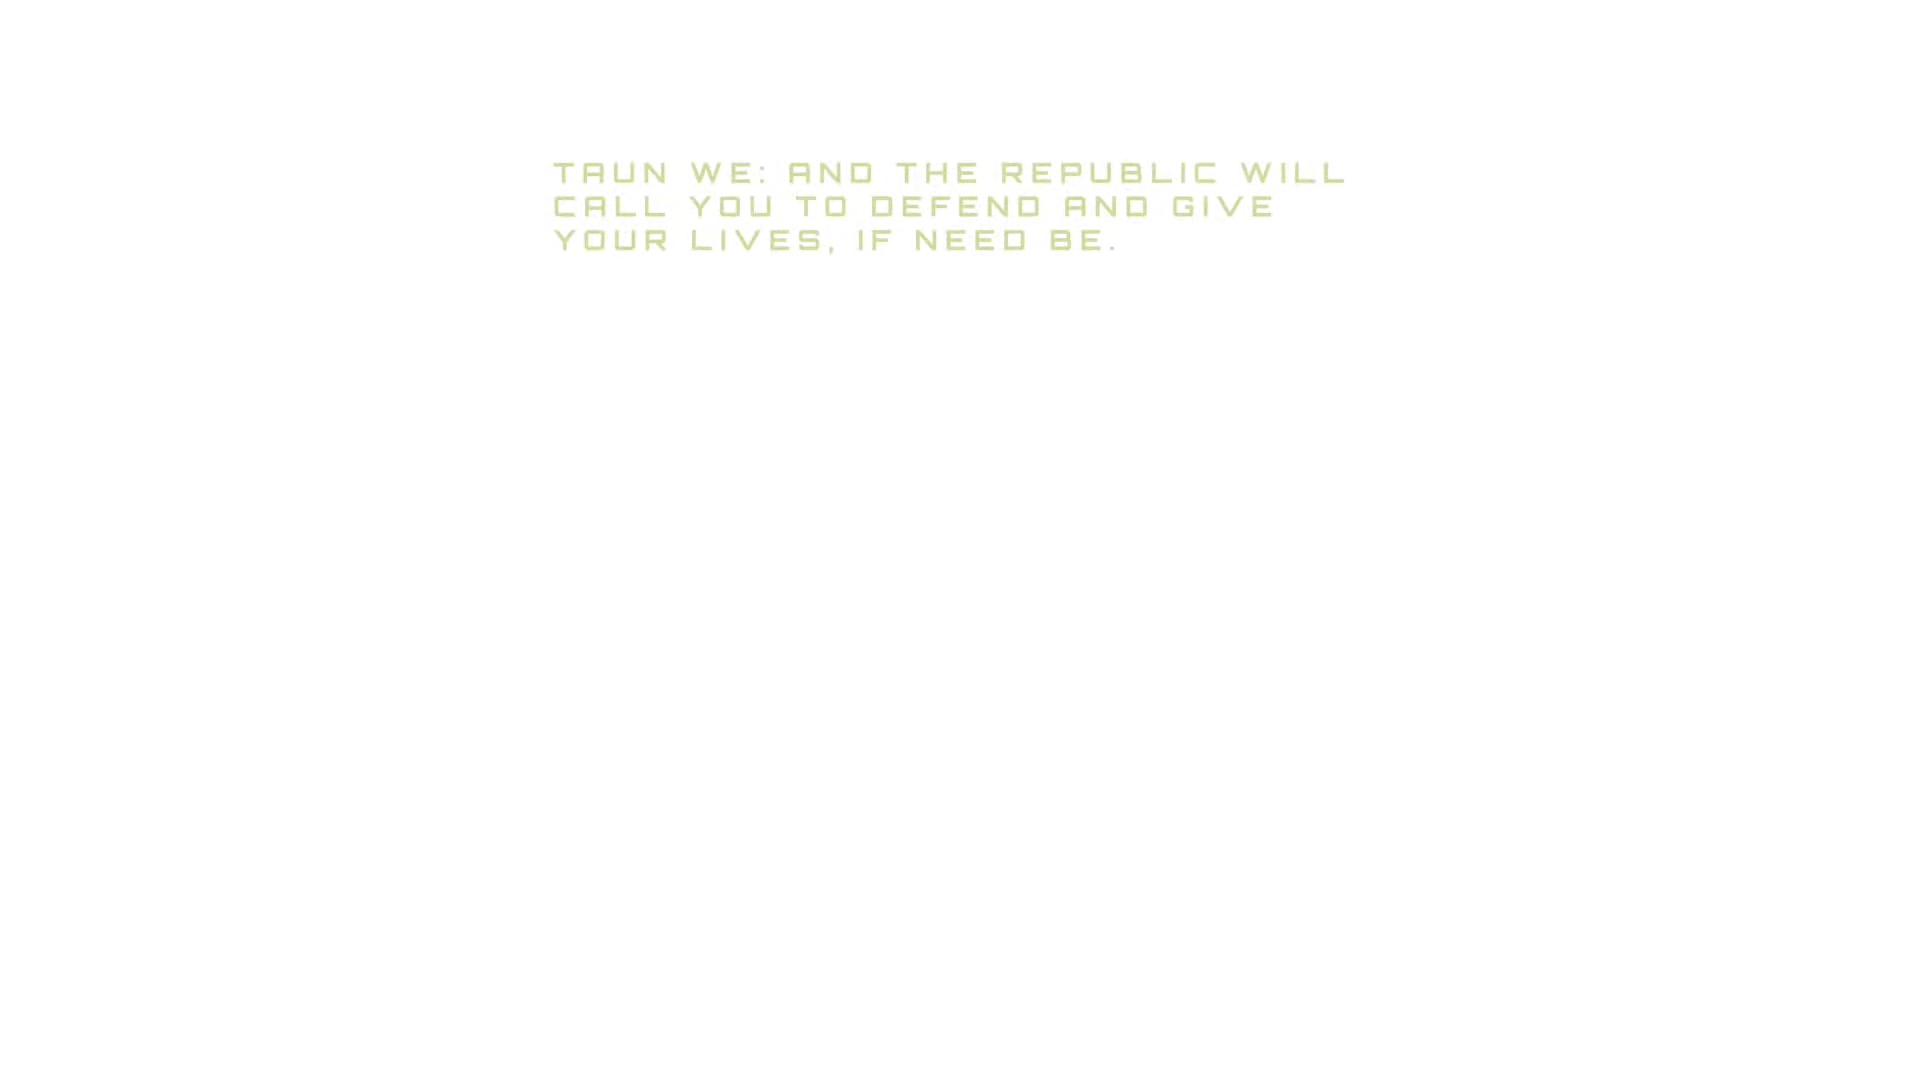 TAUN WE: AND THE REPUBLIC WILL
CALL YOU TO DEFEND AND GIVE
YOUR LIVES, IF NEED BE.